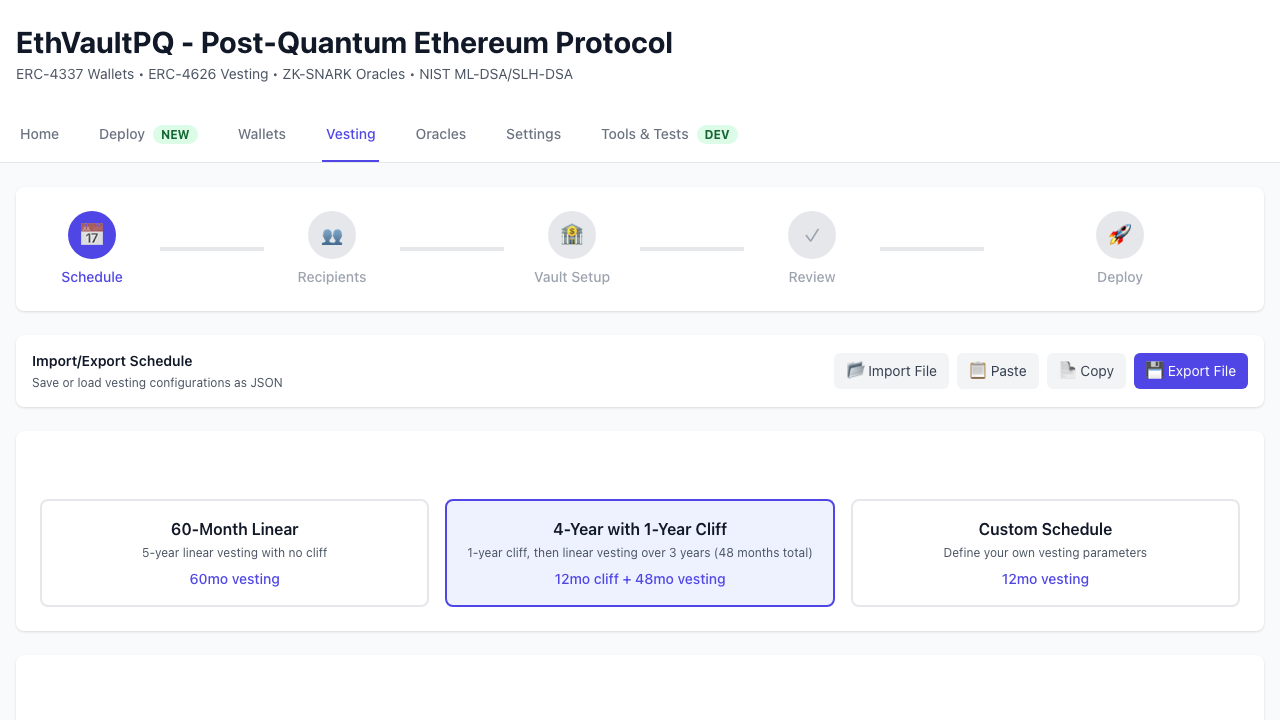 EthVaultPQ - Post-Quantum Ethereum Protocol
ERC-4337 Wallets • ERC-4626 Vesting • ZK-SNARK Oracles • NIST ML-DSA/SLH-DSA
Home Deploy NEW Wallets Vesting Oracles Settings Tools & Tests DEV
17
Schedule Recipients Vault Setup Review Deploy
Import/Export Schedule
Save or load vesting configurations as JSON
Import File Paste Copy Export File
60-Month Linear
5-year linear vesting with no cliff
60mo vesting
4-Year with 1-Year Cliff
1-year cliff, then linear vesting over 3 years (48 months total)
12mo cliff + 48mo vesting
Custom Schedule
Define your own vesting parameters
12mo vesting